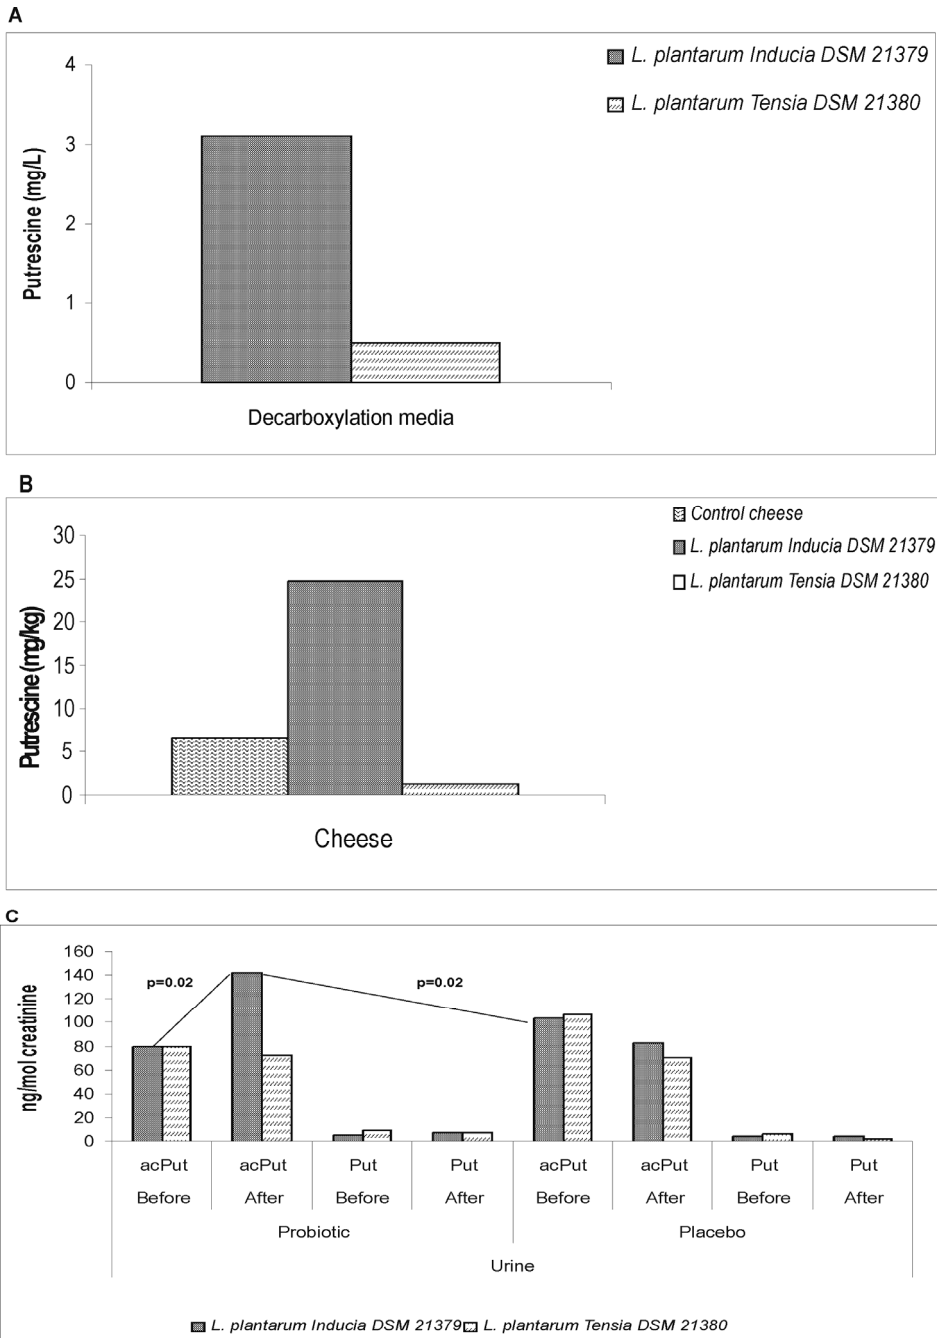 A
L. plantarum Inducia DSM 21379
L. plantarum Tensia DSM 21380
4
3
2
1
0
Putrescine (mg/L)
Decarboxylation media
B
Control cheese
L. plantarum Inducia DSM 21379
L. plantarum Tensia DSM 21380
30
25
20
15
10
5
0
Putrescine (mg/kg)
Cheese
C
160
140
120
100
80
60
40
20
0
ng/mol creatinine
p=0.02 p=0.02
acPut acPut Put Put acPut acPut Put Put
Before After Before After Before After Before After
Probiotic Placebo
Urine
L. plantarum Inducia DSM 21379 L. plantarum Tensia DSM 21380